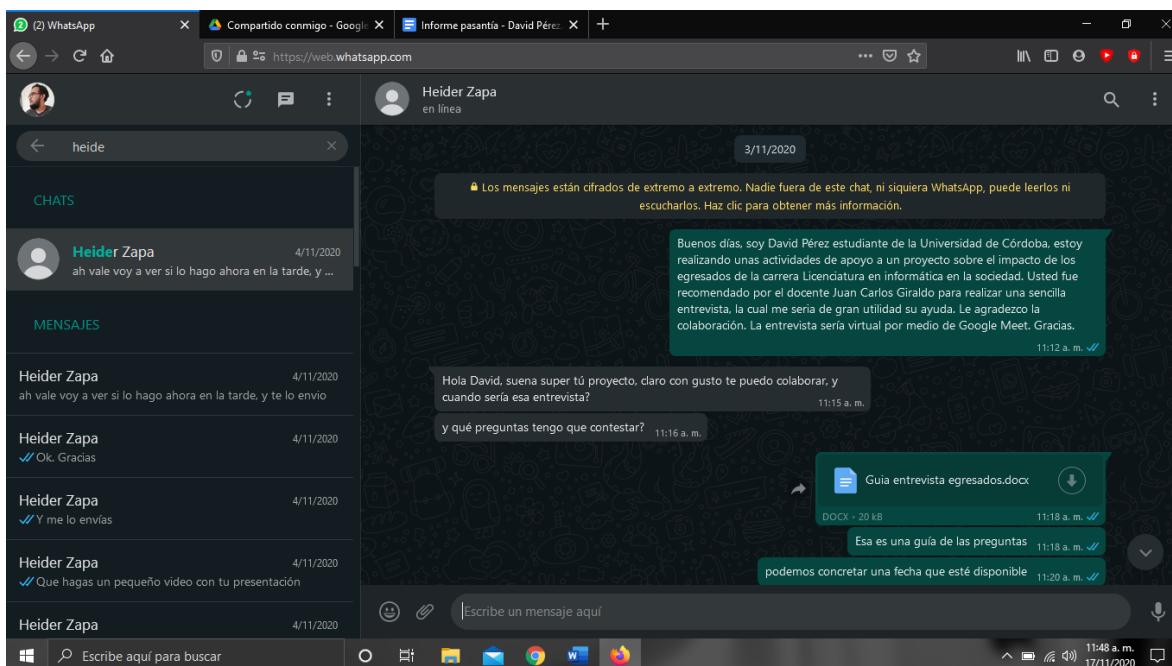 (2) WhatsApp
Compartido conmigo - Googl
Informe pasantía - David Pérez.
https://web.whatsapp.com
heide
CHATS
Heider Zapa 4/11/2020
ah vale voy a ver si lo hago ahora en la tarde, y ...
MENSAJES
Heider Zapa 4/11/2020
ah vale voy a ver si lo hago ahora en la tarde, y te lo envio
Heider Zapa 4/11/2020
Ok. Gracias
Heider Zapa 4/11/2020
Y me lo envías
Heider Zapa 4/11/2020
Que hagas un pequeño video con tu presentación
Heider Zapa 4/11/2020
Heider Zapa
en línea
3/11/2020
Los mensajes están cifrados de extremo a extremo. Nadie fuera de este chat, ni siquiera WhatsApp, puede leerlos ni
escucharlos. Haz clic para obtener más información.
Buenos días, soy David Pérez estudiante de la Universidad de Córdoba, estoy
realizando unas actividades de apoyo a un proyecto sobre el impacto de los
egresados de la carrera Licenciatura en informática en la sociedad. Usted fue
recomendado por el docente Juan Carlos Giraldo para realizar una sencilla
entrevista, la cual me seria de gran utilidad su ayuda. Le agradezco la
colaboración. La entrevista sería virtual por medio de Google Meet. Gracias.
11:12 a. m.
Hola David, suena super tú proyecto, claro con gusto te puedo colaborar, y
cuando sería esa entrevista?
11:15 a. m.
y qué preguntas tengo que contestar? 11:16 a. m.
Guia entrevista egresados.docx
DOCX • 20 kB 11:18 a. m.
Esa es una guía de las preguntas 11:18 a. m.
podemos concretar una fecha que esté disponible 11:20 a. m.
Escribe un mensaje aquí
Escribe aquí para buscar
11:48 a. m.
17/11/2020